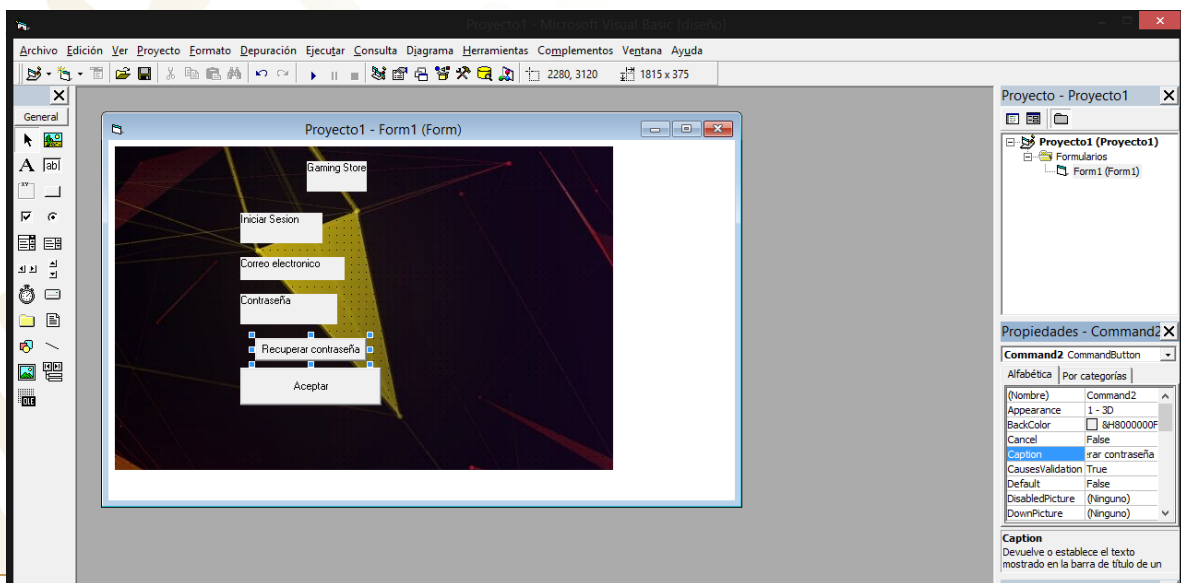 Proyecto1 - Microsoft Visual Basic [diseño]
Archivo Edición Ver Proyecto Formato Depuración Ejecutar Consulta Diagrama Herramientas Complementos Ventana Ayuda
2280, 3120 1815 x 375
General
A ab|
XY
OLE
Proyecto1 - Form1 (Form)
Gaming Store
Iniciar Sesion
Correo electronico
Contraseña
Recuperar contraseña
Aceptar
Proyecto - Proyecto1
Proyecto1 (Proyecto1)
Formularios
Form1 (Form1)
Propiedades - Command2
Command2 CommandButton
Alfabética Por categorías
(Nombre) Command2
Appearance 1 - 3D
BackColor &H8000000F
Cancel False
Caption rar contraseña
CausesValidation True
Default False
DisabledPicture (Ninguno)
DownPicture (Ninguno)
Caption
Devuelve o establece el texto
mostrado en la barra de título de un